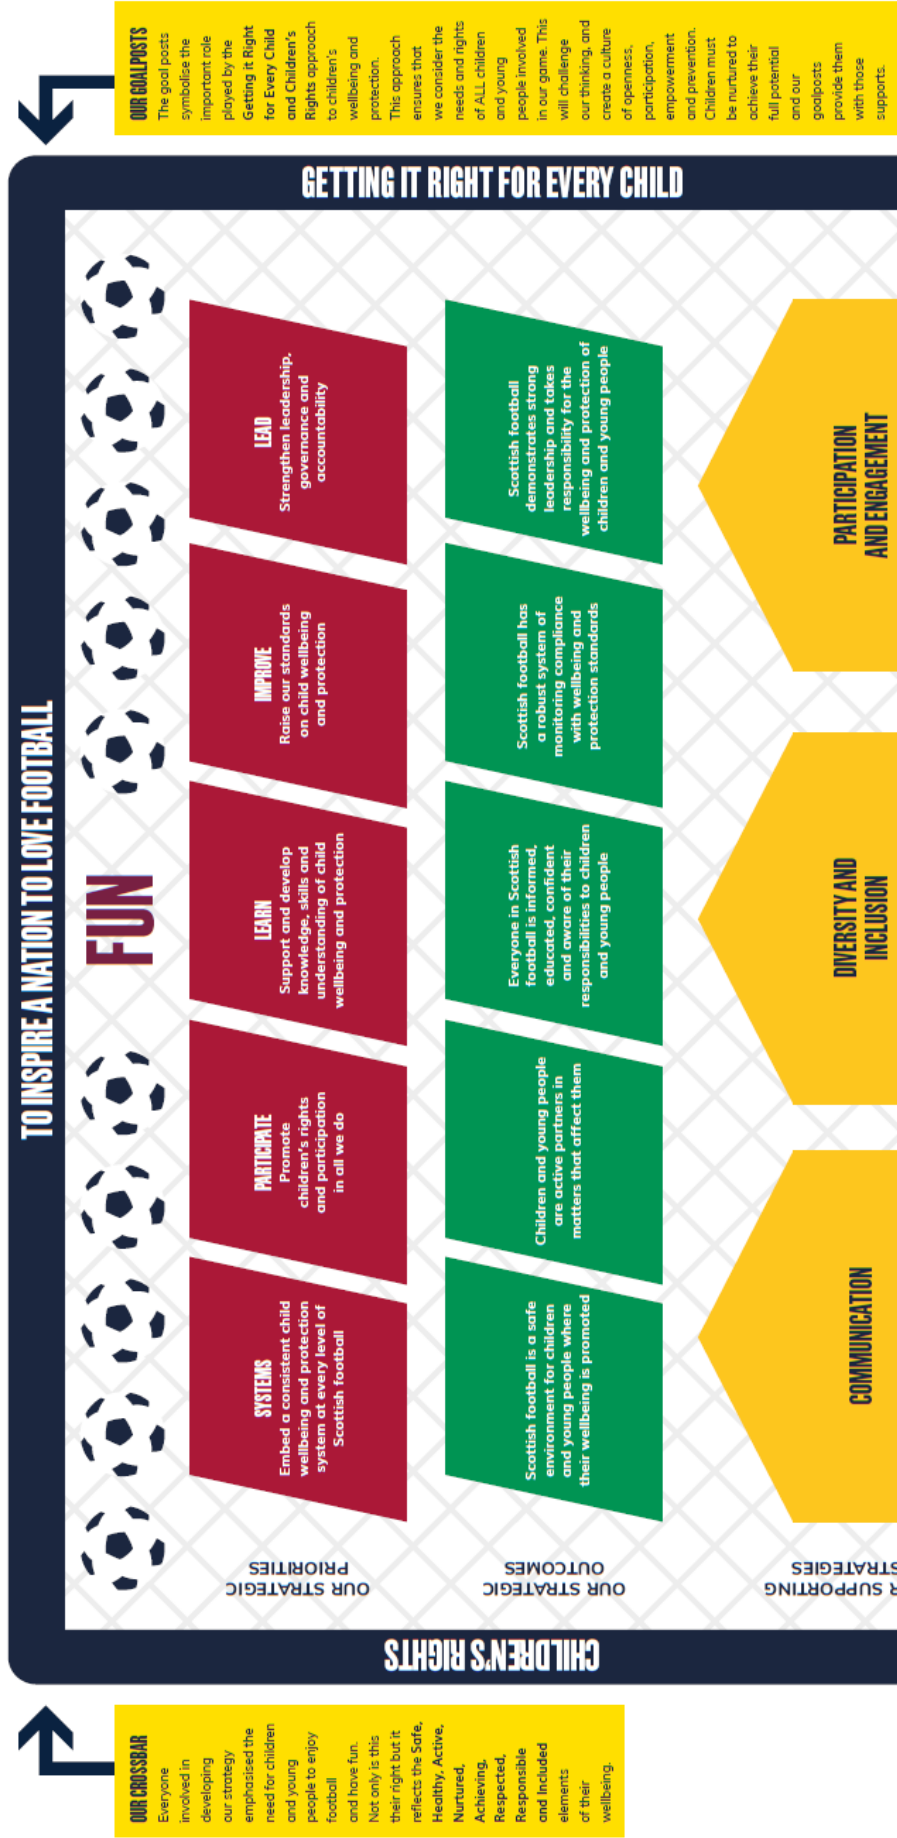 TO INSPIRE A NATION TO LOVE FOOTBALL
OUR CROSSBAR
Everyone
involved in
developing
our strategy
emphasised the
need for children
and young
people to enjoy
football
and have fun.
Not only is this
their right but it
reflects the Safe,
Healthy, Active,
Nurtured,
Achieving,
Respected,
Responsible
and Included
elements
of their
wellbeing.
CHILDREN'S RIGHTS
FUN
OUR STRATEGIC
PRIORITIES
SYSTEMS
Embed a consistent child
wellbeing and protection
system at every level of
Scottish football
PARTICIPATE
Promote
children's rights
and participation
in all we do
LEARN
Support and develop
knowledge, skills and
understanding of child
wellbeing and protection
IMPROVE
Raise our standards
on child wellbeing
and protection
LEAD
Strengthen leadership,
governance and
accountability
OUR STRATEGIC
OUTCOMES
Scottish football is a safe
environment for children
and young people where
their wellbeing is promoted
Children and young people
are active partners in
matters that affect them
Everyone in Scottish
football is informed,
educated, confident
and aware of their
responsibilities to children
and young people
Scottish football has
a robust system of
monitoring compliance
with wellbeing and
protection standards
Scottish football
demonstrates strong
leadership and takes
responsibility for the
wellbeing and protection of
children and young people
SUPPORTING
COMMUNICATION
DIVERSITY AND
INCLUSION
PARTICIPATION
AND ENGAGEMENT
GETTING IT RIGHT FOR EVERY CHILD
OUR GOALPOSTS
The goal posts
symbolise the
important role
played by the
Getting it Right
for Every Child
and Children's
Rights approach
to children's
wellbeing and
protection.
This approach
ensures that
we consider the
needs and rights
of ALL children
and young
people involved
in our game. This
will challenge
our thinking, and
create a culture
of openness,
participation,
empowerment
and prevention.
Children must
be nurtured to
achieve their
full potential
and our
goalposts
provide them
with those
supports.